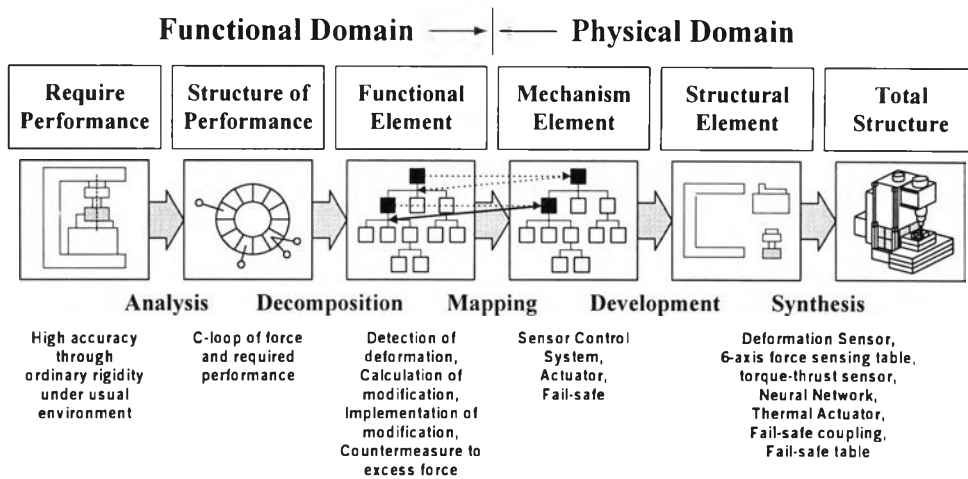 Functional Domain
Physical Domain
Require
Performance
Structure of
Performance
Functional
Element
Mechanism
Element
Structural
Element
Total
Structure
Analysis
Decomposition
Mapping
Development
Synthesis
High accuracy
through
ordinary rigidity
under usual
environment
C-loop of force
and required
performance
Detection of
deformation,
Calculation of
modification,
Implementation of
modification,
Countermeasure to
excess force
Sensor Control
System,
Actuator,
Fail-safe
Deformation Sensor,
6-axis force sensing table,
torque-thrust sensor,
Neural Network,
Thermal Actuator,
Fail-safe coupling,
Fail-safe table